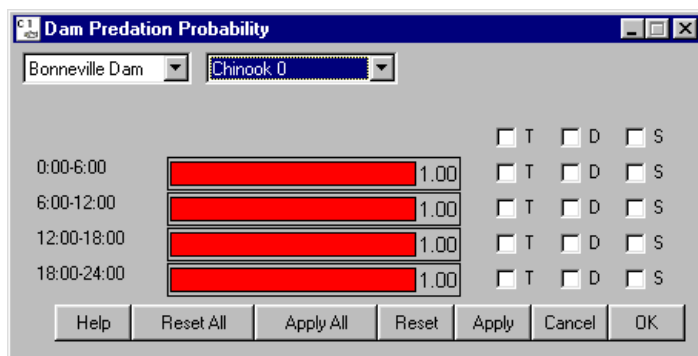 Dam Predation Probability
Bonneville Dam Chinook 0
T D S
0:00-6:00 1.00 T D S
6:00-12:00 1.00 T D S
12:00-18:00 1.00 T D S
18:00-24:00 1.00 T D S
Help Reset All Apply All Reset Apply Cancel OK